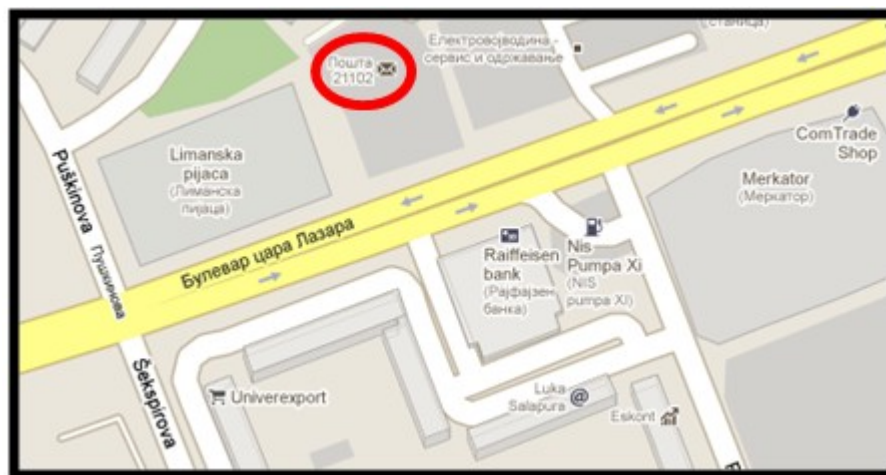 (станица)
Електровојводина -
сервис и одржавање
Пошта
21102
ComTrade
Shop
Limanska
pijaca
(Лиманска
пијаца)
Merkator
(Меркатор)
Puškinova
Пушкинова
Булевар цара Лазара
Raiffeisen
bank
(Рајфајзен
банка)
Nis
Pumpa Xi
(NIS
pumpa XI)
Šekspirova
Univerexport
Luka
Salapura
@
Eskont